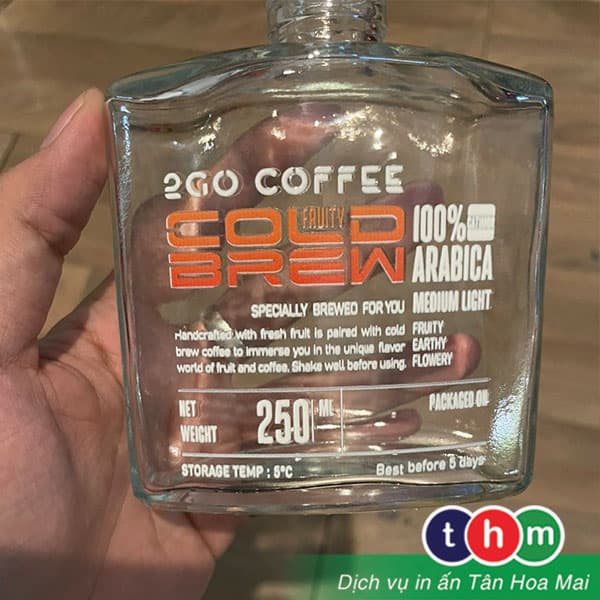 2GO COFFEE
FRUITY
COLD
BREW
100%
ARABICA
MEDIUM LIGHT
SPECIALLY BREWED FOR YOU
Handcrafted with fresh fruit is paired with cold
brew coffee to immerse you in the unique flavor
world of fruit and coffee. Shake well before using.
FRUITY
EARTHY
FLOWERY
NET
WEIGHT
250 ML
PACKAGED ON:
STORAGE TEMP : 5°C
Best before 5 days
thm
Dịch vụ in ấn Tân Hoa Mai